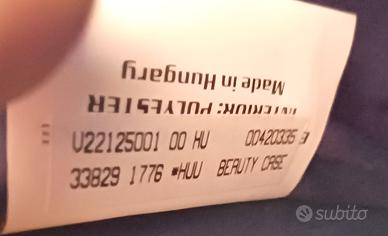 Made in Hungary
INTERIOR: POLYESTER
V22125001 00 HU 00420335
33829 1776 *HUU BEAUTY CASE
subito